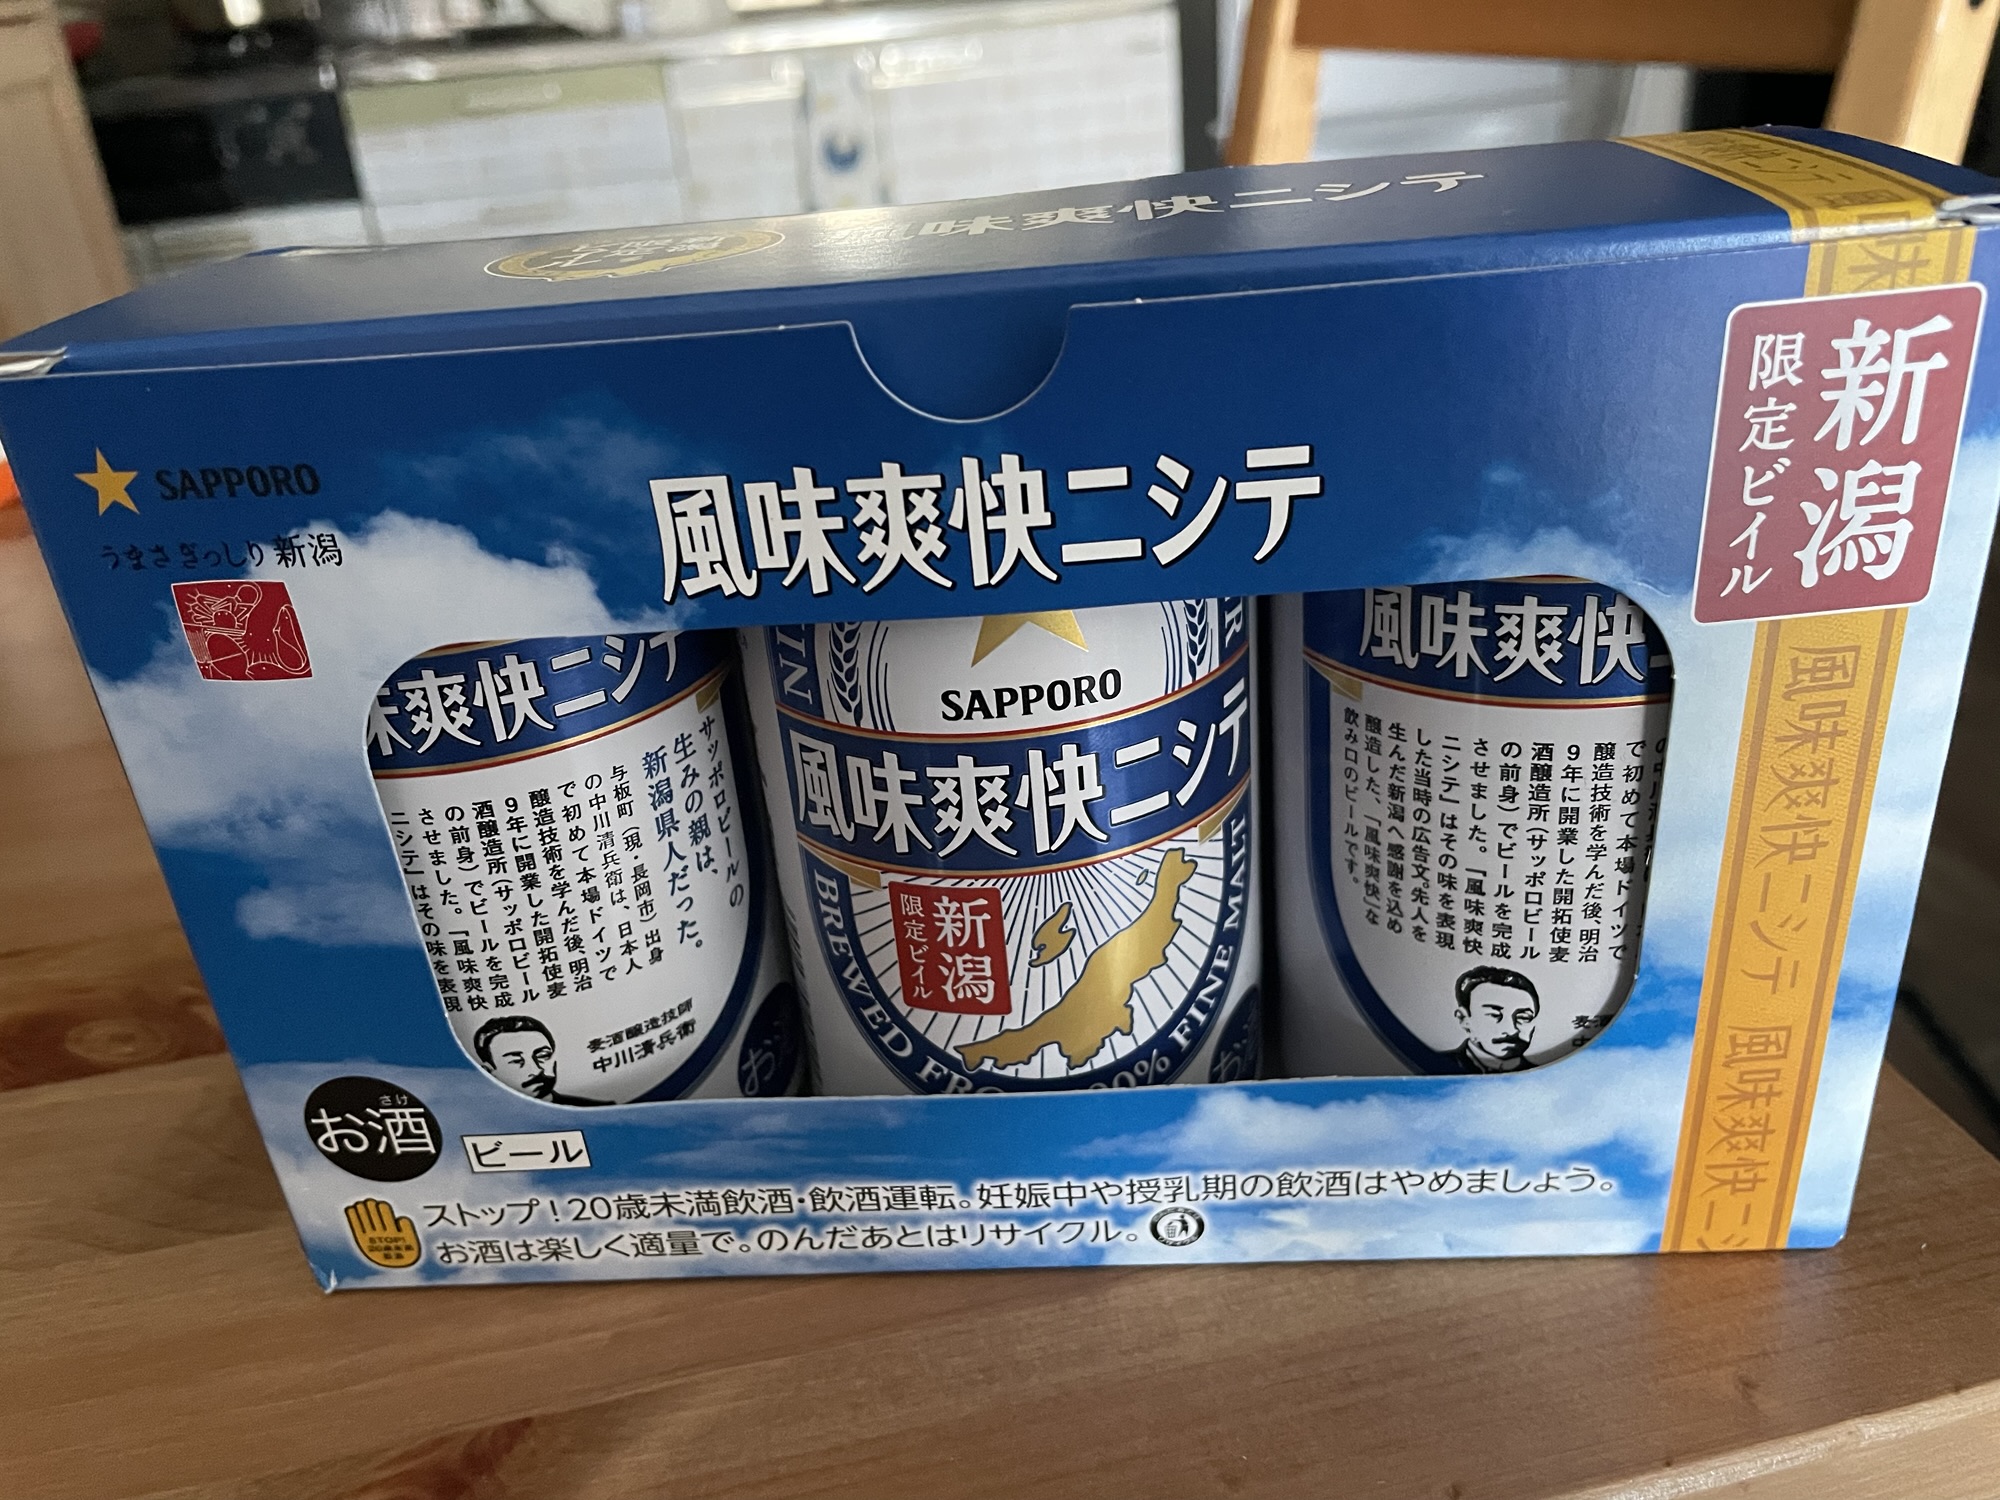 風味爽快ニシテ
風味
風味
SAPPORO
うまさぎっしり新潟
風味爽快ニシテ
新潟
限定ビイル
風味爽快ニシテ
風味爽快ニシ
味爽快ニシテ
サッポロビールの
生みの親は、
新潟県人だった。
与板町(現・長岡市)出身
の中川清兵衛は、日本人
で初めて本場ドイツで
醸造技術を学んだ後、明治
9年に開業した開拓使麦
酒醸造所(サッポロビール
の前身)でビールを完成
させました。「風味爽快
ニシテ」はその味を表現
麦酒醸造技師
中川清兵衛
SAPPORO
風味爽快ニシテ
新潟
限定ビイル
BREWED FRO 00% FINE MALT
風味爽快ニ
で初めて本場ドイツで
醸造技術を学んだ後、明治
9年に開業した開拓使麦
酒醸造所(サッポロビール
の前身)でビールを完成
させました。「風味爽快
ニシテ」はその味を表現
した当時の広告文。先人を
生んだ新潟へ感謝を込め
醸造した、「風味爽快」な
飲み口のビールです。
お酒
さけ
ビール
STOP!
ストップ!20歳未満飲酒・飲酒運転。妊娠中や授乳期の飲酒はやめましょう。
お酒は楽しく適量で。のんだあとはリサイクル。